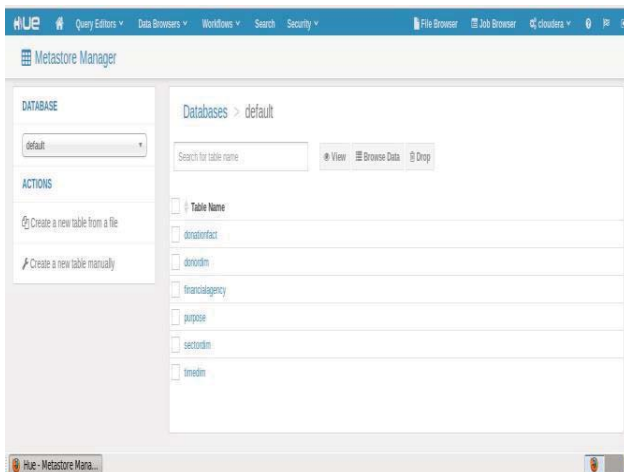 HUE Query Editors Data Browsers Workflows Search Security File Browser Job Browser cloudera
Metastore Manager
DATABASE
default
ACTIONS
Create a new table from a file
Create a new table manually
Databases > default
Search for table name View Browse Data Drop
Table Name
donationfact
donordim
financialagency
purpose
sectordim
timedim
Hue - Metastore Mana...